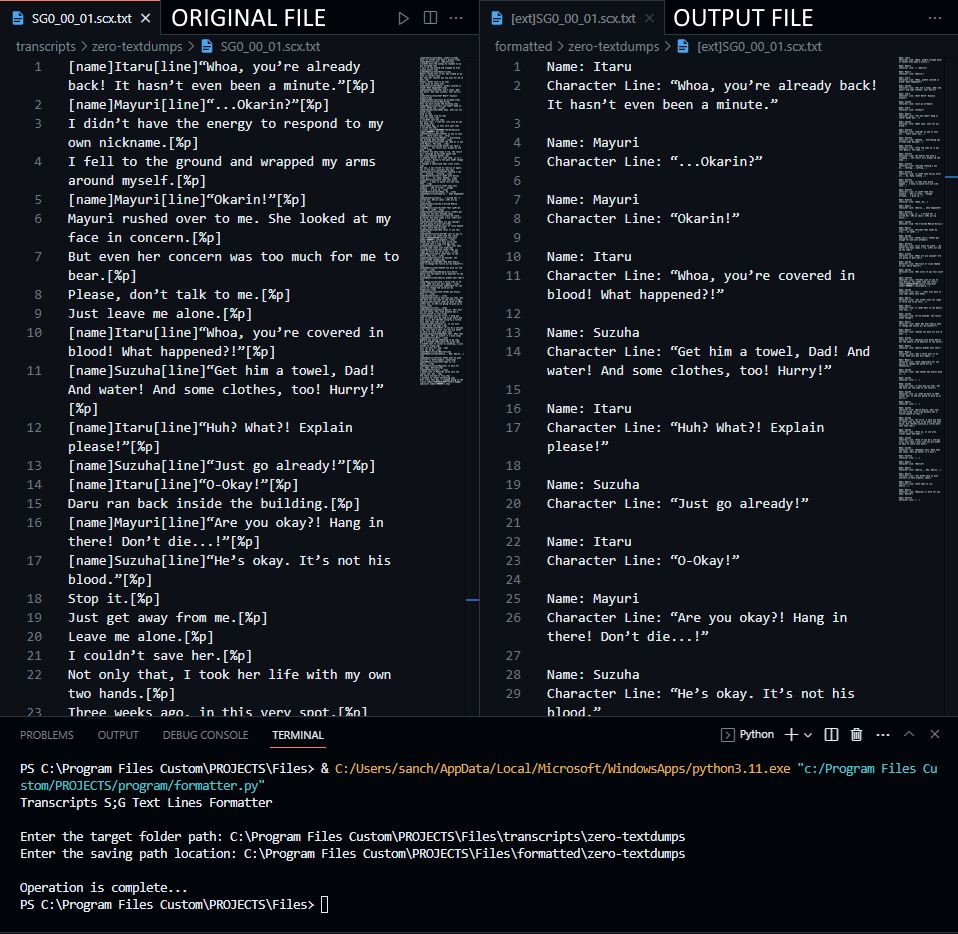 SG0_00_01.scx.txt ORIGINAL FILE
transcripts > zero-textdumps > SG0_00_01.scx.txt
1 [name]Itaru[line]“Whoa, you’re already
back! It hasn’t even been a minute.”[%p]
2 [name]Mayuri[line]“...Okarin?”[%p]
3 I didn’t have the energy to respond to my
own nickname.[%p]
4 I fell to the ground and wrapped my arms
around myself.[%p]
5 [name]Mayuri[line]“Okarin!”[%p]
6 Mayuri rushed over to me. She looked at my
face in concern.[%p]
7 But even her concern was too much for me to
bear.[%p]
8 Please, don’t talk to me.[%p]
9 Just leave me alone.[%p]
10 [name]Itaru[line]“Whoa, you’re covered in
blood! What happened?!”[%p]
11 [name]Suzuha[line]“Get him a towel, Dad!
And water! And some clothes, too! Hurry!”
[%p]
12 [name]Itaru[line]“Huh? What?! Explain
please!”[%p]
13 [name]Suzuha[line]“Just go already!”[%p]
14 [name]Itaru[line]“O-Okay!”[%p]
15 Daru ran back inside the building.[%p]
16 [name]Mayuri[line]“Are you okay?! Hang in
there! Don’t die...!”[%p]
17 [name]Suzuha[line]“He’s okay. It’s not his
blood.”[%p]
18 Stop it.[%p]
19 Just get away from me.[%p]
20 Leave me alone.[%p]
21 I couldn’t save her.[%p]
22 Not only that, I took her life with my own
two hands.[%p]
23 Three weeks ago, in this very spot.[%p]
[ext]SG0_00_01.scx.txt OUTPUT FILE
formatted > zero-textdumps > [ext]SG0_00_01.scx.txt
1 Name: Itaru
2 Character Line: “Whoa, you’re already back!
It hasn’t even been a minute.”
3
4 Name: Mayuri
5 Character Line: “...Okarin?”
6
7 Name: Mayuri
8 Character Line: “Okarin!”
9
10 Name: Itaru
11 Character Line: “Whoa, you’re covered in
blood! What happened?!”
12
13 Name: Suzuha
14 Character Line: “Get him a towel, Dad! And
water! And some clothes, too! Hurry!”
15
16 Name: Itaru
17 Character Line: “Huh? What?! Explain
please!”
18
19 Name: Suzuha
20 Character Line: “Just go already!”
21
22 Name: Itaru
23 Character Line: “O-Okay!”
24
25 Name: Mayuri
26 Character Line: “Are you okay?! Hang in
there! Don’t die...!”
27
28 Name: Suzuha
29 Character Line: “He’s okay. It’s not his
blood.”
PROBLEMS OUTPUT DEBUG CONSOLE TERMINAL Python
PS C:\Program Files Custom\PROJECTS\Files> & C:/Users/sanch/AppData/Local/Microsoft/WindowsApps/python3.11.exe "c:/Program Files Cu
stom/PROJECTS/program/formatter.py"
Transcripts S;G Text Lines Formatter
Enter the target folder path: C:\Program Files Custom\PROJECTS\Files\transcripts\zero-textdumps
Enter the saving path location: C:\Program Files Custom\PROJECTS\Files\formatted\zero-textdumps
Operation is complete...
PS C:\Program Files Custom\PROJECTS\Files>